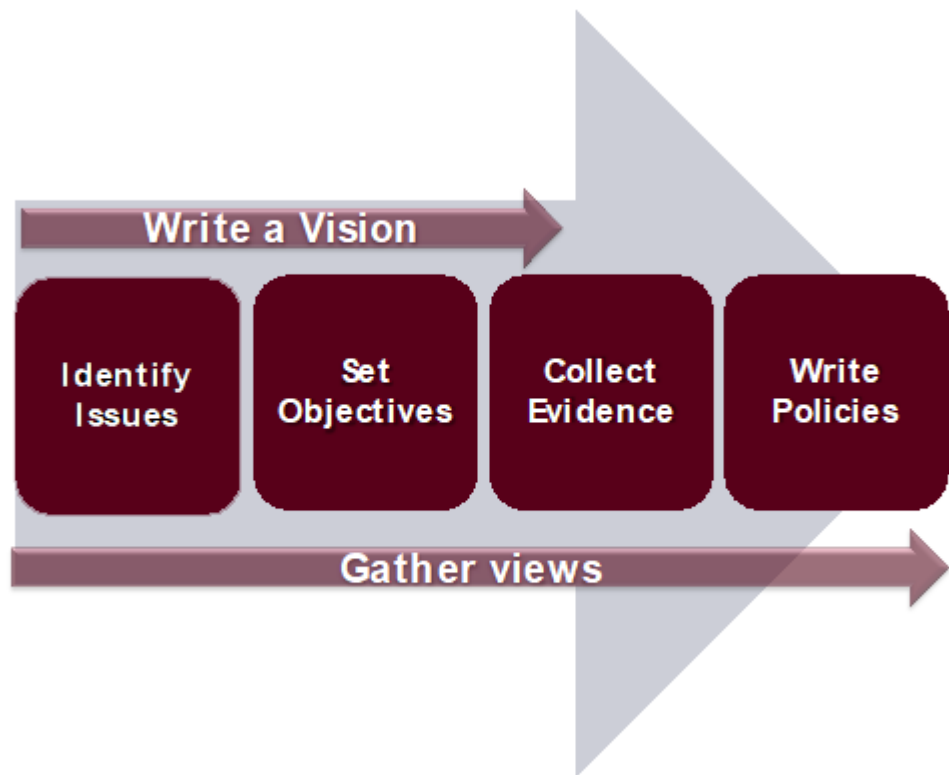 Write a Vision
Identify
Issues
Set
Objectives
Collect
Evidence
Write
Policies
Gather views